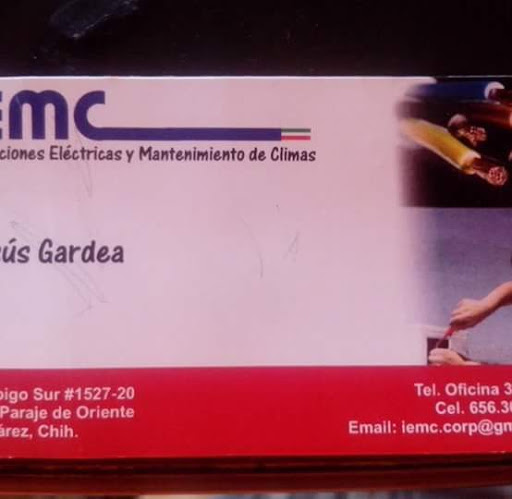 EMC
ciones Eléctricas y Mantenimiento de Climas
ús Gardea
pigo Sur #1527-20
Paraje de Oriente
árez, Chih.
Tel. Oficina 3
Cel. 656.3
Email: iemc.corp@gm